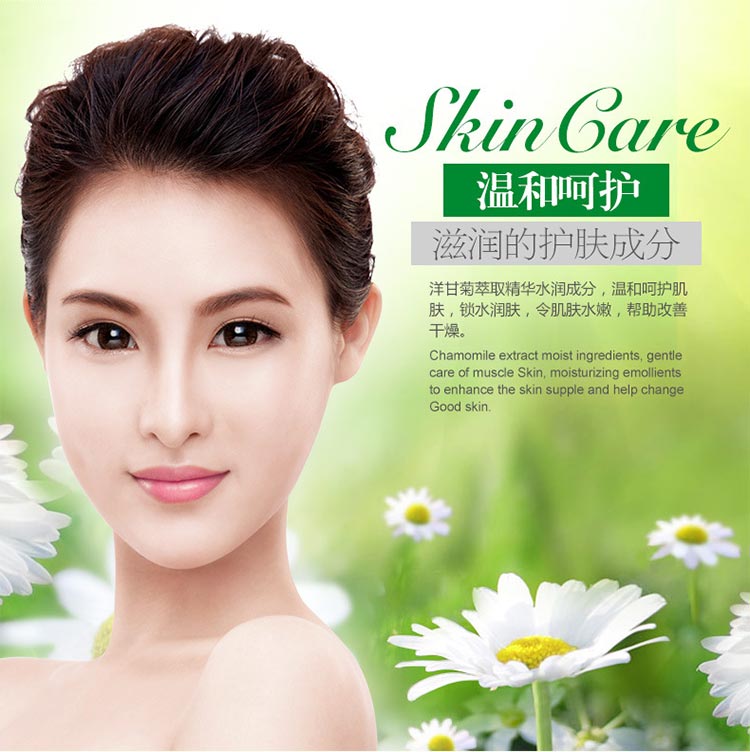 Skin Care
温和呵护
滋润的护肤成分
洋甘菊萃取精华水润成分，温和呵护肌
肤，锁水润肤，令肌肤水嫩，帮助改善
干燥。
Chamomile extract moist ingredients, gentle
care of muscle Skin, moisturizing emollients
to enhance the skin supple and help change
Good skin.